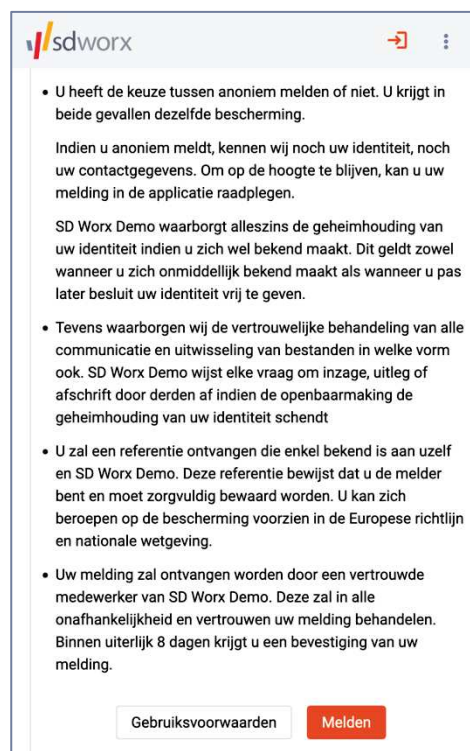 sdworx
• U heeft de keuze tussen anoniem melden of niet. U krijgt in
beide gevallen dezelfde bescherming.
Indien u anoniem meldt, kennen wij noch uw identiteit, noch
uw contactgegevens. Om op de hoogte te blijven, kan u uw
melding in de applicatie raadplegen.
SD Worx Demo waarborgt alleszins de geheimhouding van
uw identiteit indien u zich wel bekend maakt. Dit geldt zowel
wanneer u zich onmiddellijk bekend maakt als wanneer u pas
later besluit uw identiteit vrij te geven.
• Tevens waarborgen wij de vertrouwelijke behandeling van alle
communicatie en uitwisseling van bestanden in welke vorm
ook. SD Worx Demo wijst elke vraag om inzage, uitleg of
afschrift door derden af indien de openbaarmaking de
geheimhouding van uw identiteit schendt
• U zal een referentie ontvangen die enkel bekend is aan uzelf
en SD Worx Demo. Deze referentie bewijst dat u de melder
bent en moet zorgvuldig bewaard worden. U kan zich
beroepen op de bescherming voorzien in de Europese richtlijn
en nationale wetgeving.
• Uw melding zal ontvangen worden door een vertrouwde
medewerker van SD Worx Demo. Deze zal in alle
onafhankelijkheid en vertrouwen uw melding behandelen.
Binnen uiterlijk 8 dagen krijgt u een bevestiging van uw
melding.
Gebruiksvoorwaarden
Melden